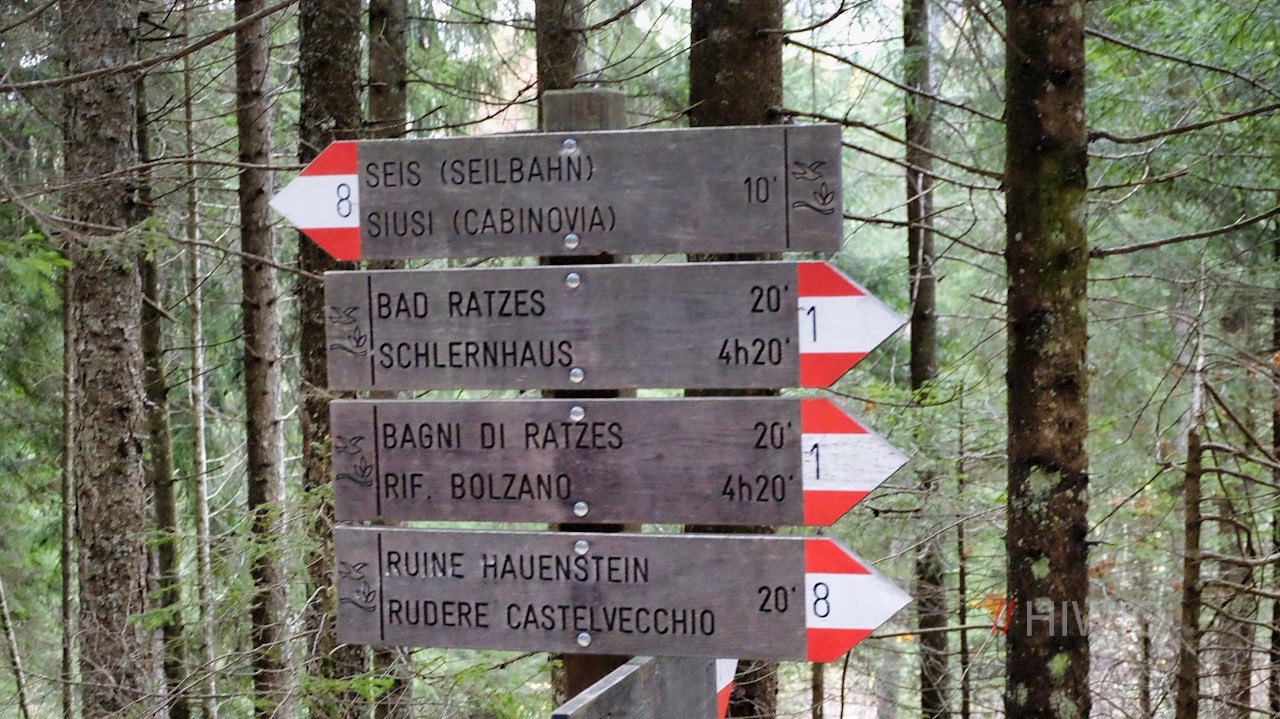 8 SEIS (SEILBAHN) 10'
SIUSI (CABINOVIA)
BAD RATZES 20' 1
SCHLERNHAUS 4h20'
BAGNI DI RATZES 20' 1
RIF. BOLZANO 4h20'
RUINE HAUENSTEIN 20' 8
RUDERE CASTELVECCHIO